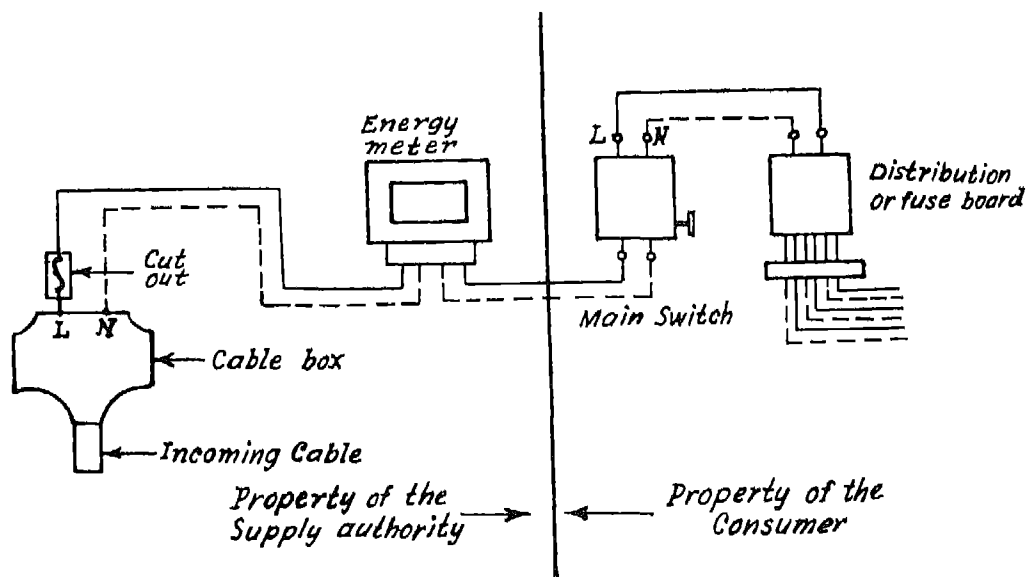 Energy
meter
L
N
Distribution
or fuse board
Cut
out
L
N
Main Switch
Cable box
Incoming Cable
Property of the
Supply authority
Property of the
Consumer